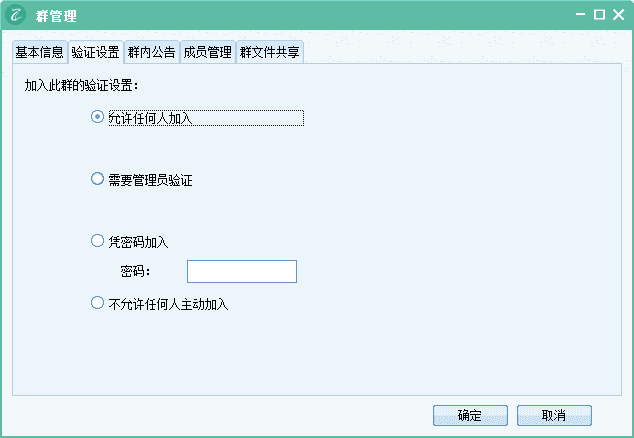 群管理
基本信息 验证设置 群内公告 成员管理 群文件共享
加入此群的验证设置：
允许任何人加入
需要管理员验证
凭密码加入
密码：
不允许任何人主动加入
确定 取消